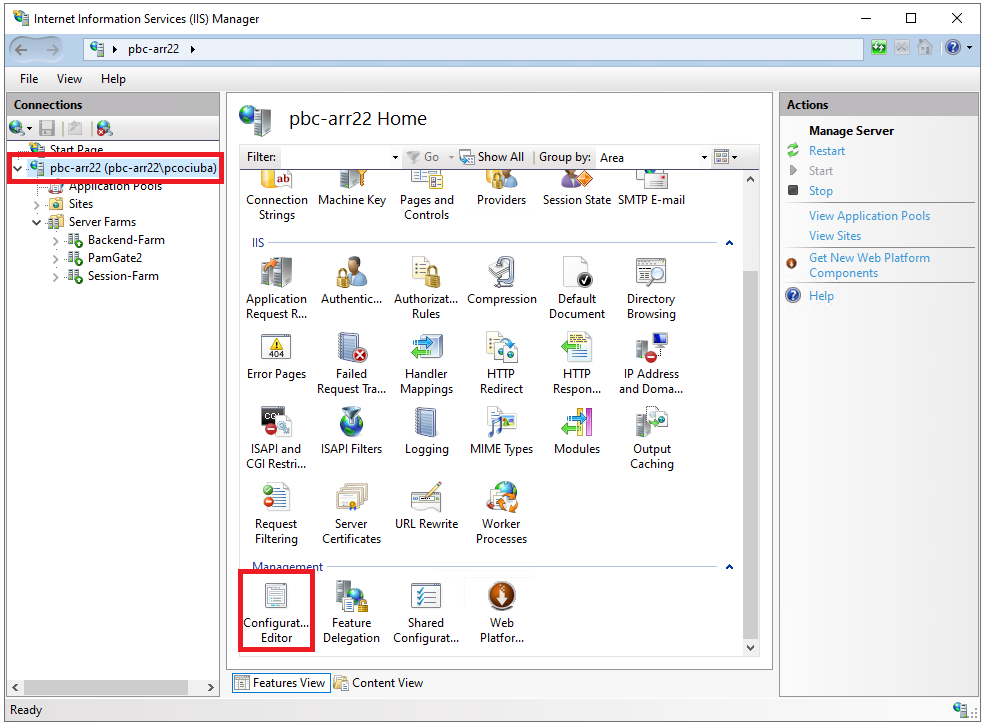 Internet Information Services (IIS) Manager
pbc-arr22
File View Help
Connections
Start Page
pbc-arr22 (pbc-arr22\pcociuba)
Application Pools
Sites
Server Farms
Backend-Farm
PamGate2
Session-Farm
pbc-arr22 Home
Filter: Go Show All Group by: Area
ab
Connection Machine Key Pages and Providers Session State SMTP E-mail
Strings Controls
IIS
Application Authentic... Authorizat... Compression Default Directory
Request R... Rules Document Browsing
404
Error Pages Failed Handler HTTP HTTP IP Address
Request Tra... Mappings Redirect Respon... and Doma...
CGI
ISAPI and ISAPI Filters Logging MIME Types Modules Output
CGI Restri... Caching
Request Server URL Rewrite Worker
Filtering Certificates Processes
Management
Configurat... Feature Shared Web
Editor Delegation Configurat... Platfor...
Features View Content View
Actions
Manage Server
Restart
Start
Stop
View Application Pools
View Sites
Get New Web Platform
Components
Help
Ready